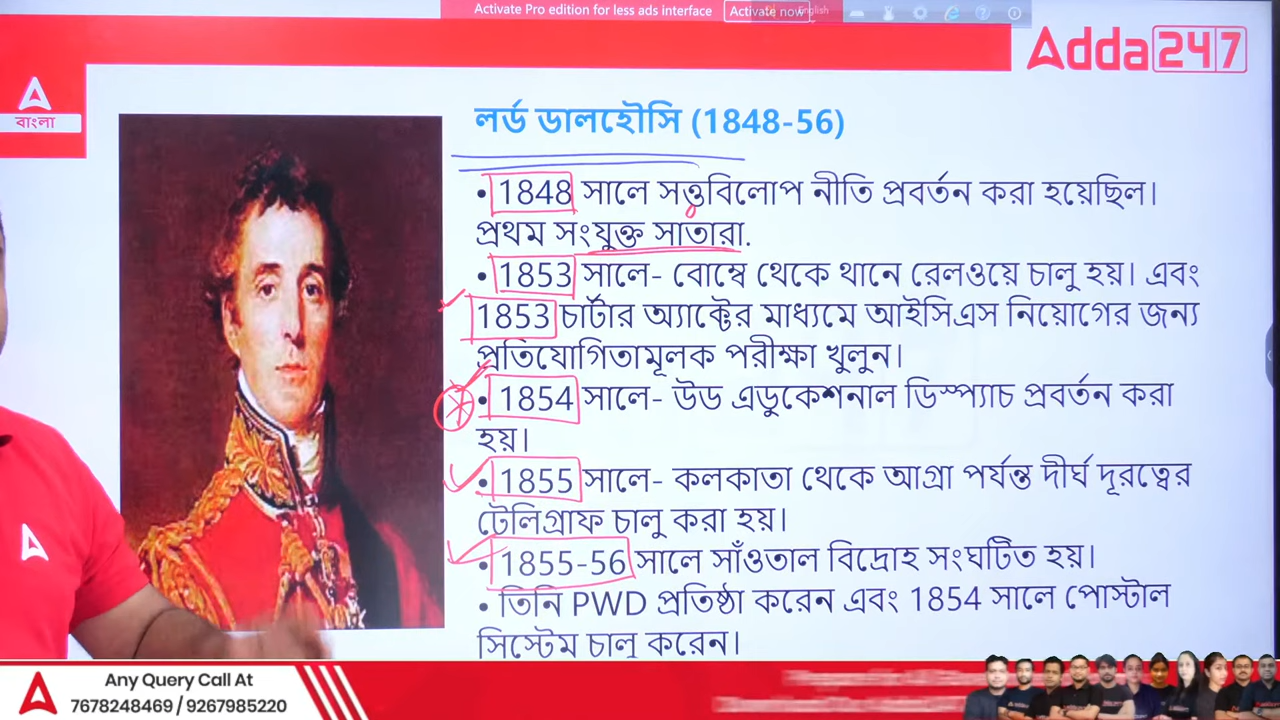 Activate Pro edition for less ads interface Activate now English
Adda247
বাংলা
লর্ড ডালহৌসি (1848-56)
• 1848 সালে সত্ত্ববিলোপ নীতি প্রবর্তন করা হয়েছিল।
প্রথম সংযুক্ত সাতারা.
• 1853 সালে- বোম্বে থেকে থানে রেলওয়ে চালু হয়। এবং
1853 চার্টার অ্যাক্টের মাধ্যমে আইসিএস নিয়োগের জন্য
প্রতিযোগিতামূলক পরীক্ষা খুলুন।
• 1854 সালে- উড এডুকেশনাল ডিস্প্যাচ প্রবর্তন করা
হয়।
• 1855 সালে- কলকাতা থেকে আগ্রা পর্যন্ত দীর্ঘ দূরত্বের
টেলিগ্রাফ চালু করা হয়।
• 1855-56 সালে সাঁওতাল বিদ্রোহ সংঘটিত হয়।
• তিনি PWD প্রতিষ্ঠা করেন এবং 1854 সালে পোস্টাল
সিস্টেম চালু করেন।
Any Query Call At
7678248469 / 9267985220